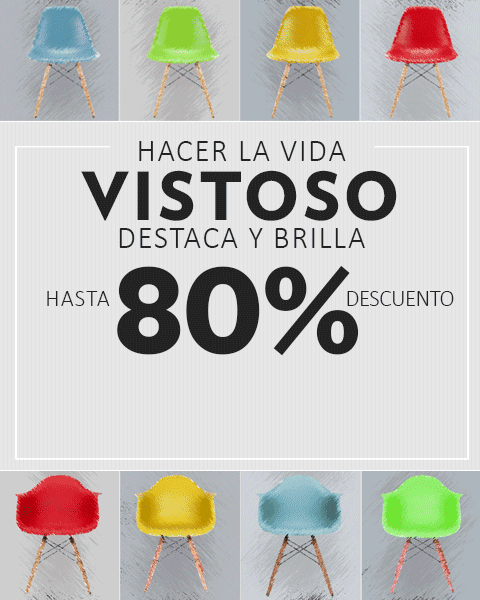 HACER LA VIDA
VISTOSO
DESTACA Y BRILLA
HASTA 80% DESCUENTO